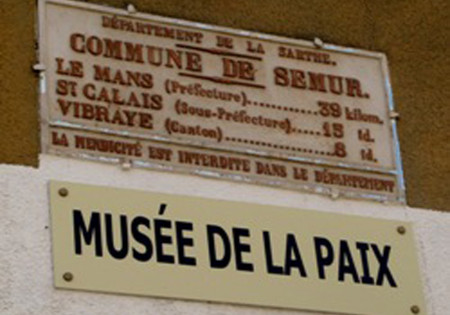 DÉPARTEMENT DE LA SARTHE.
COMMUNE DE SEMUR.
LE MANS (Préfecture)..............39 kilom.
ST CALAIS (Sous-Préfecture)......15 id.
VIBRAYE (Canton)....................8 id.
LA MENDICITÉ EST INTERDITE DANS LE DÉPARTEMENT
MUSÉE DE LA PAIX